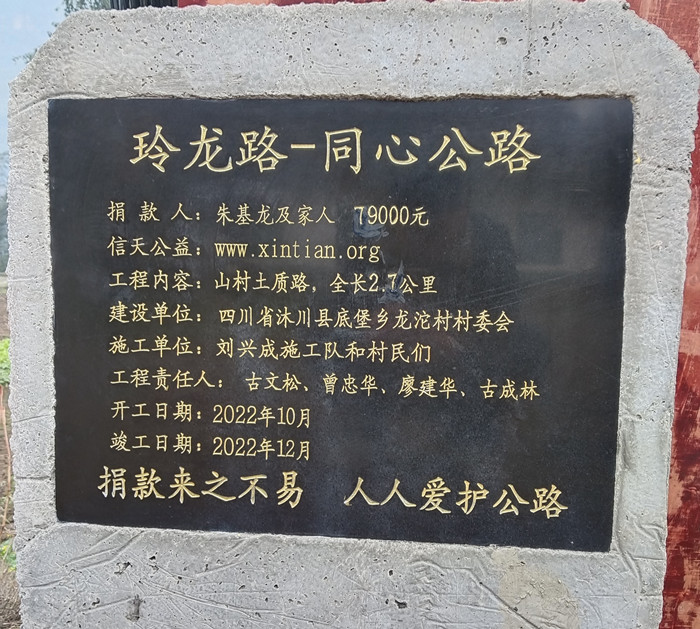 玲龙路-同心公路
捐 款 人：朱基龙及家人 79000元
信天公益：www.xintian.org
工程内容：山村土质路，全长2.7公里
建设单位：四川省沐川县底堡乡龙沱村村委会
施工单位：刘兴成施工队和村民们
工程责任人： 古文松、曾忠华、廖建华、古成林
开工日期：2022年10月
竣工日期：2022年12月
捐款来之不易 人人爱护公路